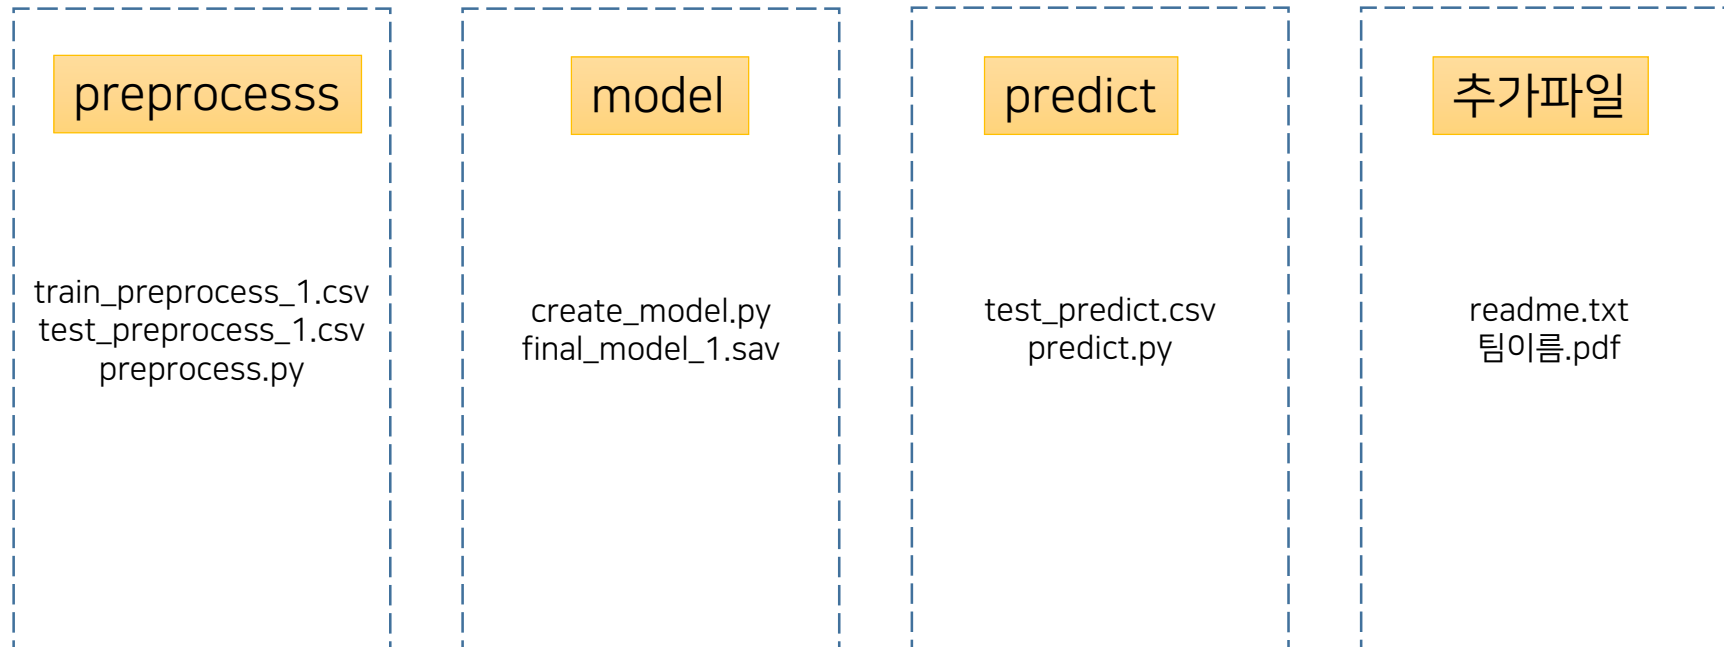 preprocesss
train_preprocess_1.csv
test_preprocess_1.csv
preprocess.py
model
create_model.py
final_model_1.sav
predict
test_predict.csv
predict.py
추가파일
readme.txt
팀이름.pdf